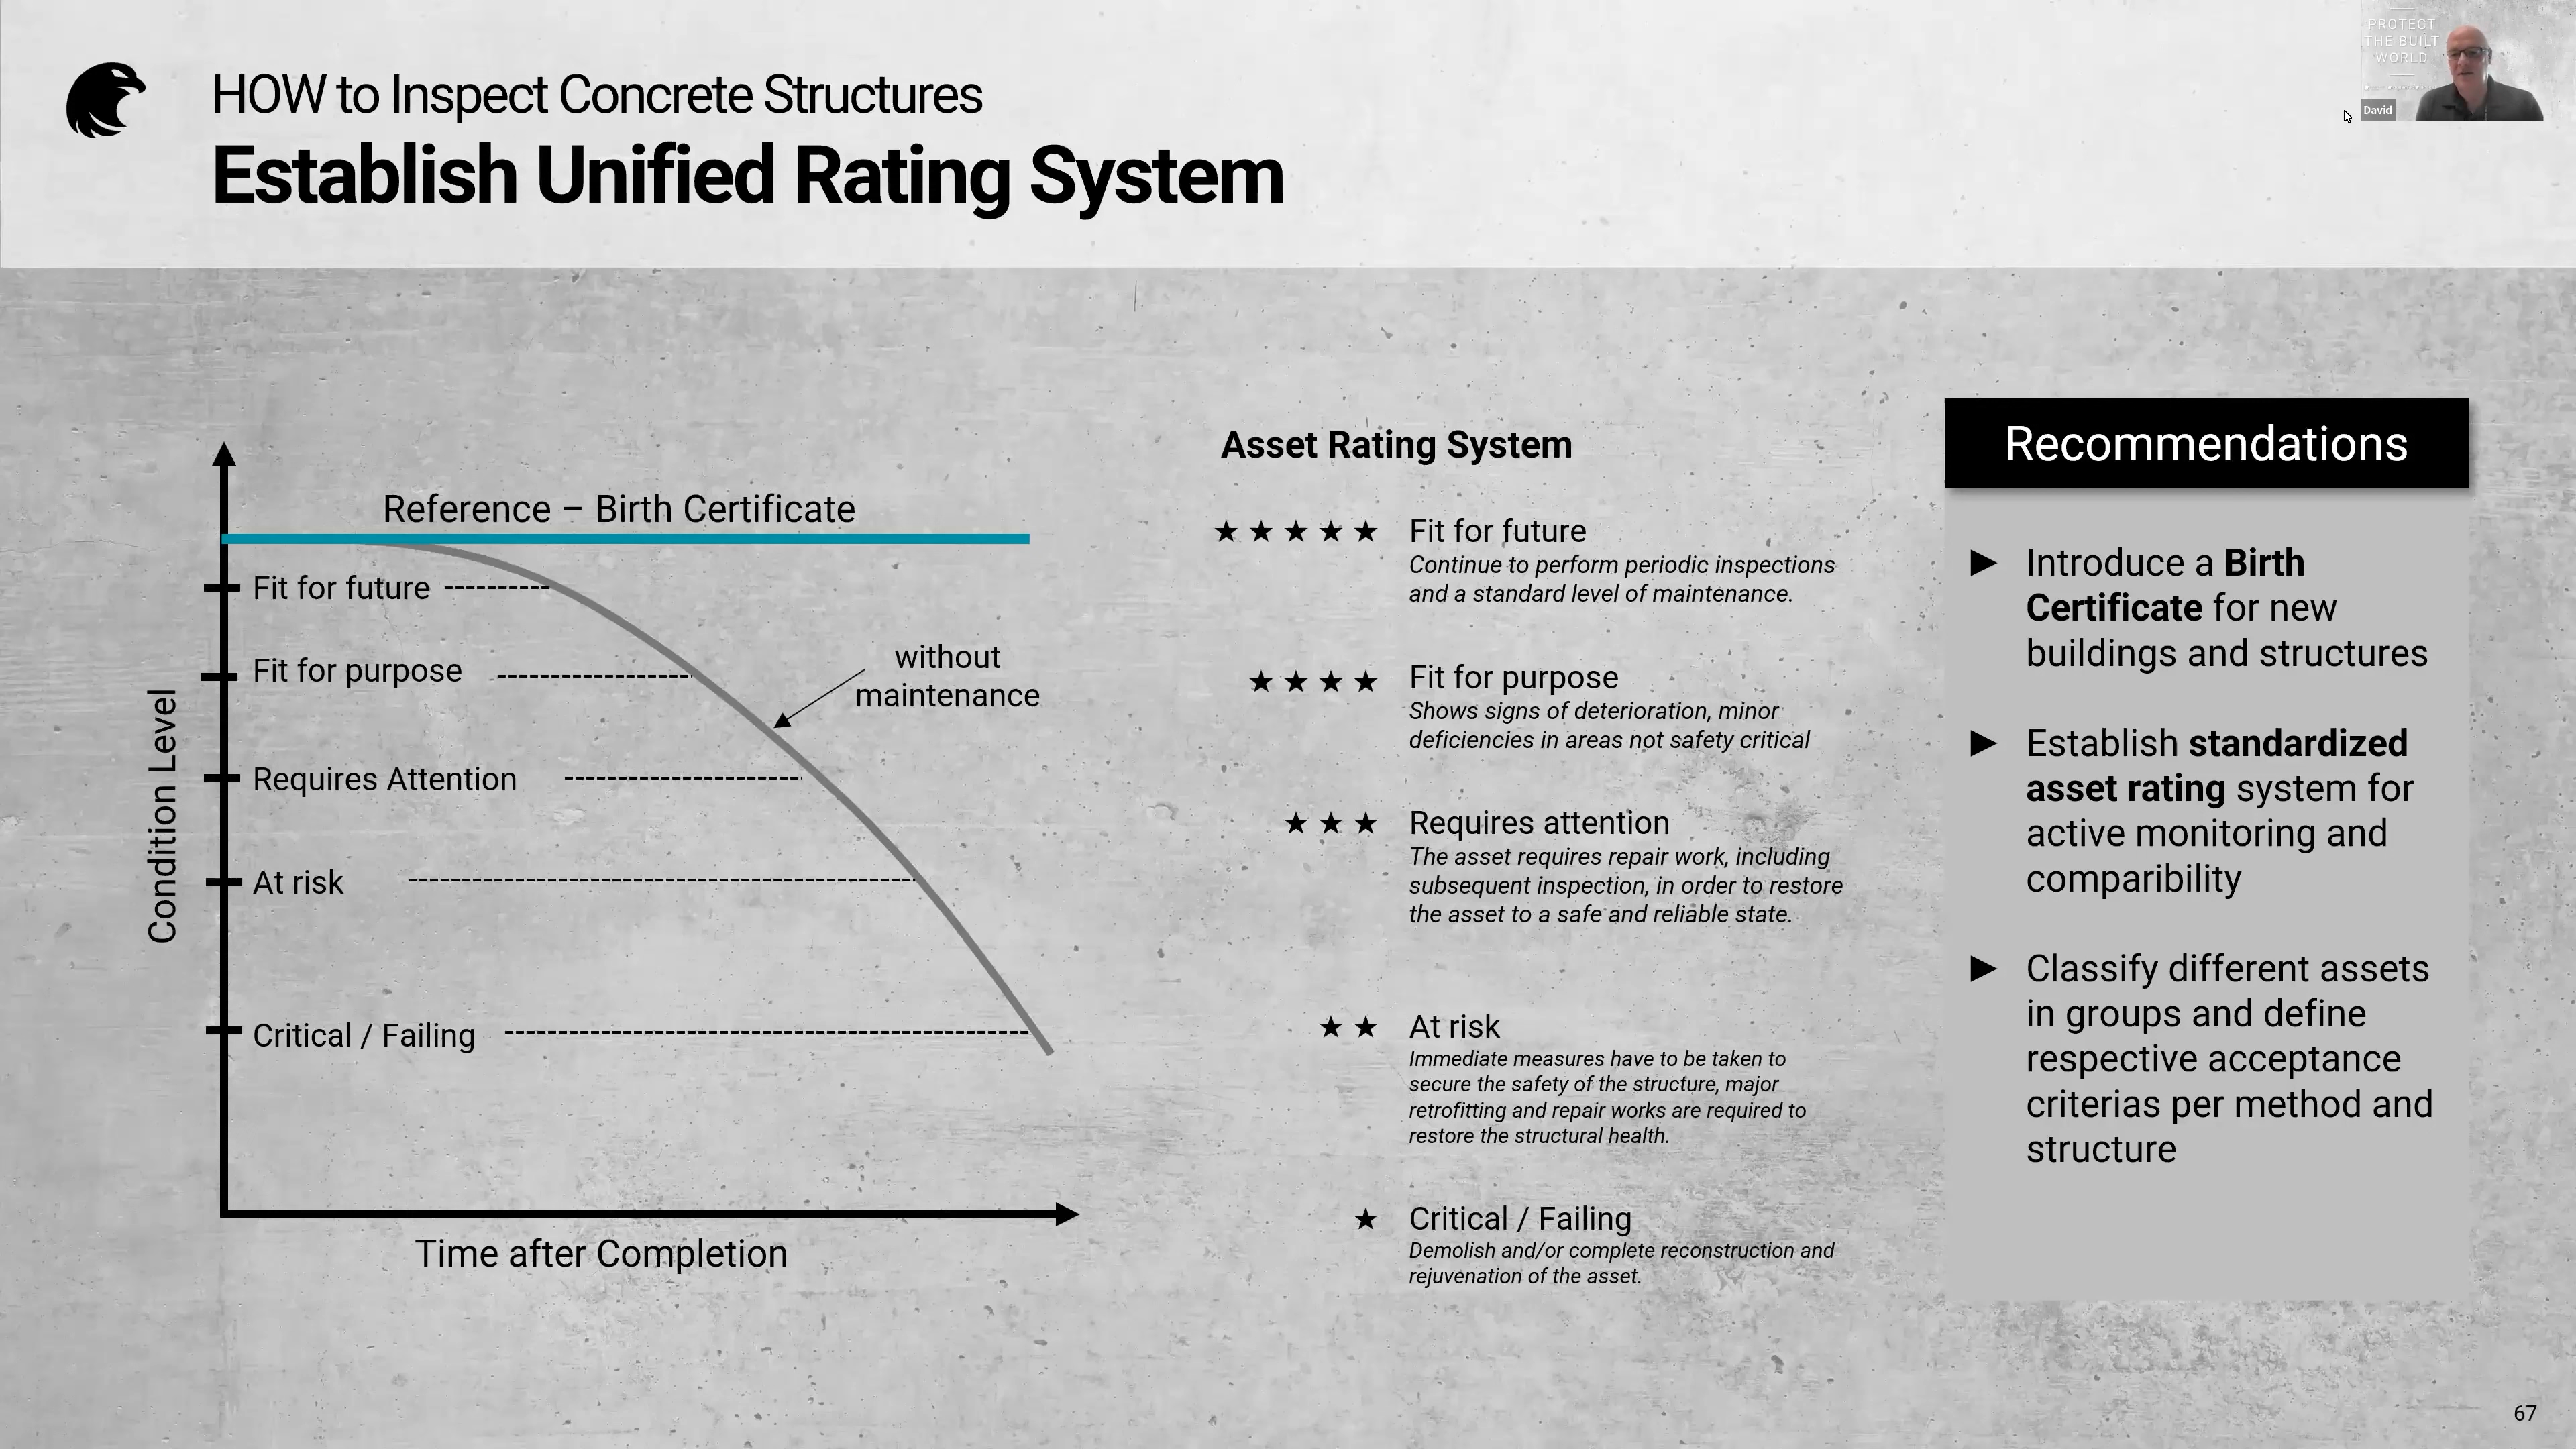 HOW to Inspect Concrete Structures
Establish Unified Rating System
PROTECT
THE BUILT
WORLD
David
Condition Level
Reference – Birth Certificate
Fit for future
Fit for purpose
Requires Attention
At risk
Critical / Failing
without
maintenance
Time after Completion
Asset Rating System
★ ★ ★ ★ ★ Fit for future
Continue to perform periodic inspections
and a standard level of maintenance.
★ ★ ★ ★ Fit for purpose
Shows signs of deterioration, minor
deficiencies in areas not safety critical
★ ★ ★ Requires attention
The asset requires repair work, including
subsequent inspection, in order to restore
the asset to a safe and reliable state.
★ ★ At risk
Immediate measures have to be taken to
secure the safety of the structure, major
retrofitting and repair works are required to
restore the structural health.
★ Critical / Failing
Demolish and/or complete reconstruction and
rejuvenation of the asset.
Recommendations
► Introduce a Birth
Certificate for new
buildings and structures
► Establish standardized
asset rating system for
active monitoring and
comparibility
► Classify different assets
in groups and define
respective acceptance
criterias per method and
structure
67